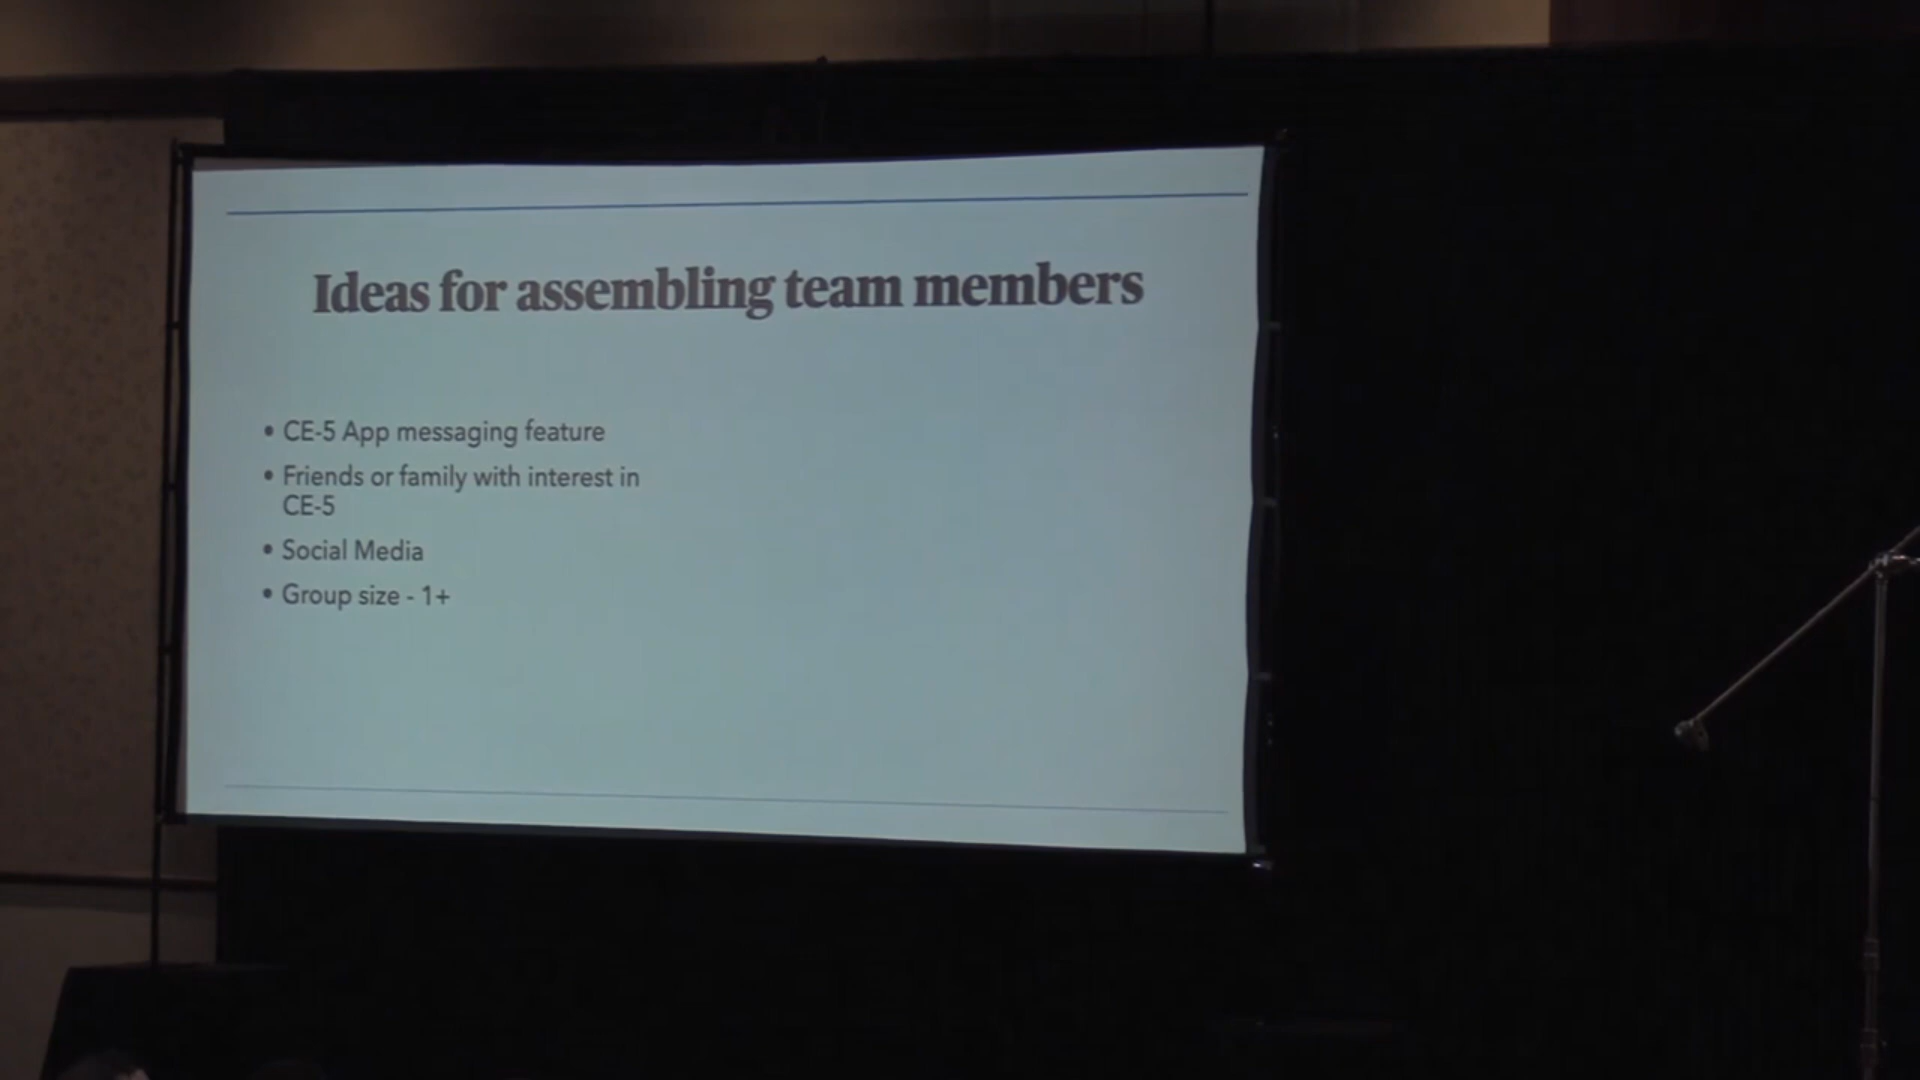 Ideas for assembling team members
• CE-5 App messaging feature
• Friends or family with interest in
CE-5
• Social Media
• Group size - 1+